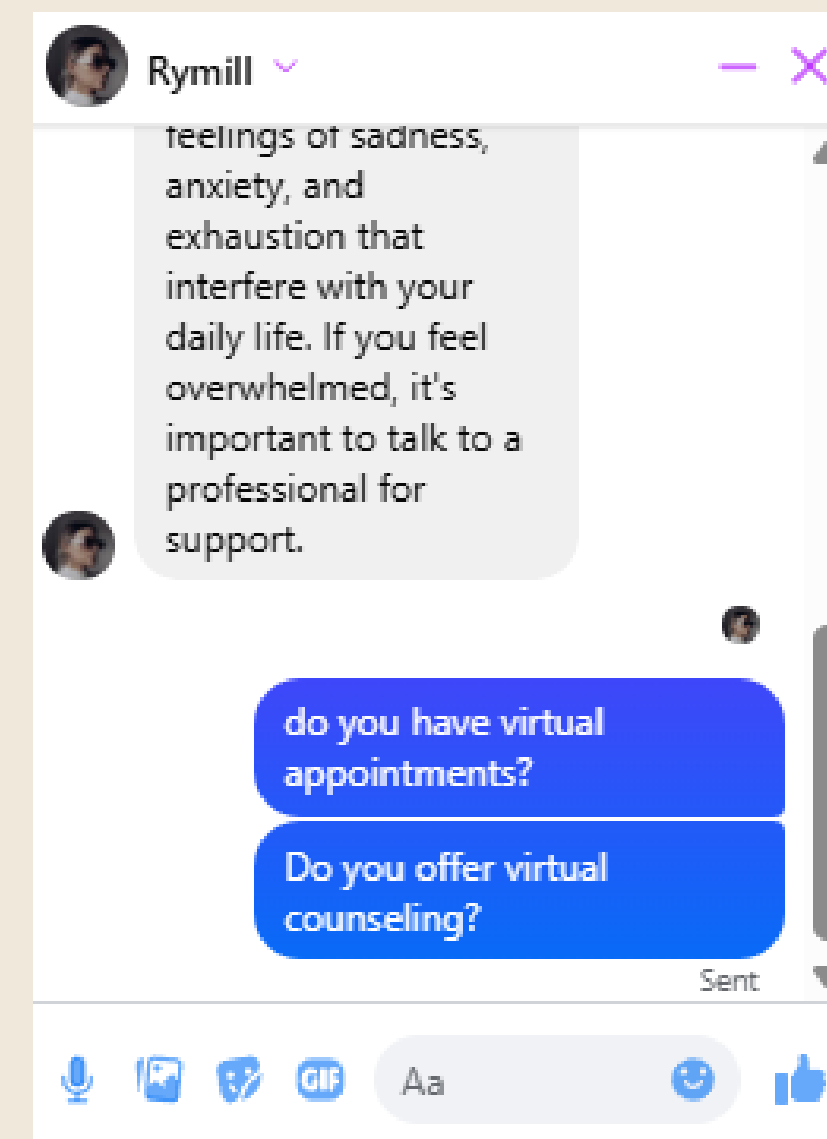 Rymill
feelings of sadness,
anxiety, and
exhaustion that
interfere with your
daily life. If you feel
overwhelmed, it's
important to talk to a
professional for
support.
do you have virtual
appointments?
Do you offer virtual
counseling?
Sent
GIF
Aa